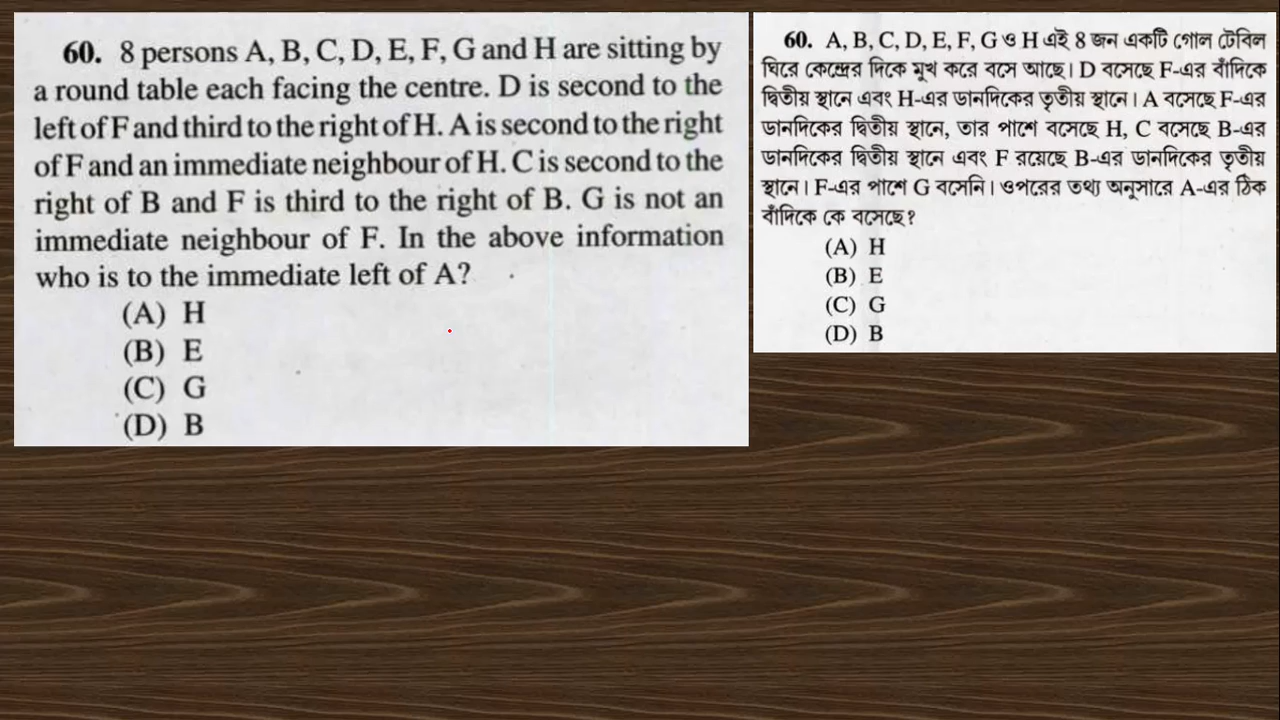 60. 8 persons A, B, C, D, E, F, G and H are sitting by
a round table each facing the centre. D is second to the
left of F and third to the right of H. A is second to the right
of F and an immediate neighbour of H. C is second to the
right of B and F is third to the right of B. G is not an
immediate neighbour of F. In the above information
who is to the immediate left of A?
(A) H
(B) E
(C) G
(D) B
60. A, B, C, D, E, F, G ও H এই 8 জন একটি গোল টেবিল
ঘিরে কেন্দ্রের দিকে মুখ করে বসে আছে। D বসেছে F-এর বাঁদিকে
দ্বিতীয় স্থানে এবং H-এর ডানদিকের তৃতীয় স্থানে। A বসেছে F-এর
ডানদিকের দ্বিতীয় স্থানে, তার পাশে বসেছে H, C বসেছে B-এর
ডানদিকের দ্বিতীয় স্থানে এবং F রয়েছে B-এর ডানদিকের তৃতীয়
স্থানে। F-এর পাশে G বসেনি। ওপরের তথ্য অনুসারে A-এর ঠিক
বাঁদিকে কে বসেছে?
(A) H
(B) E
(C) G
(D) B